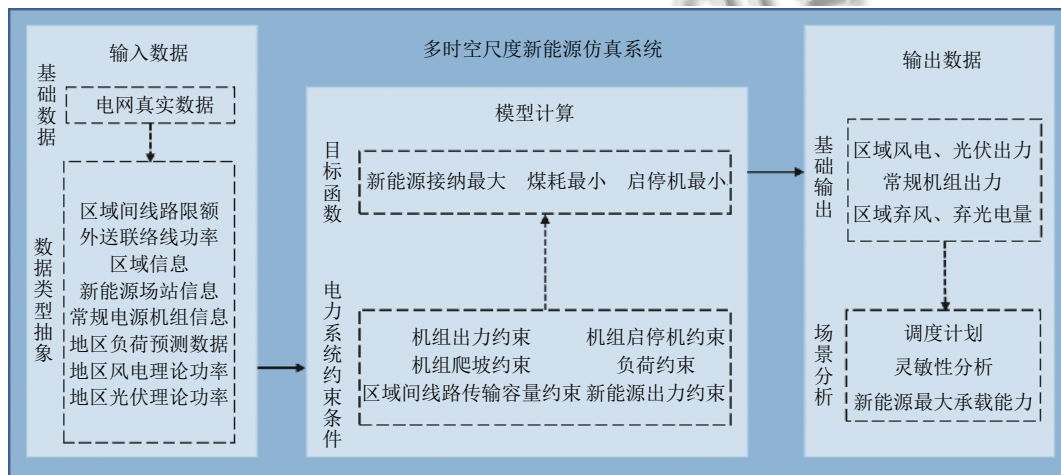 多时空尺度新能源仿真系统
输入数据
基础数据
电网真实数据
数据类型抽象
区域间线路限额
外送联络线功率
区域信息
新能源场站信息
常规电源机组信息
地区负荷预测数据
地区风电理论功率
地区光伏理论功率
模型计算
目标函数
新能源接纳最大 煤耗最小 启停机最小
电力系统约束条件
机组出力约束 机组启停机约束
机组爬坡约束 负荷约束
区域间线路传输容量约束 新能源出力约束
输出数据
基础输出
区域风电、光伏出力
常规机组出力
区域弃风、弃光电量
场景分析
调度计划
灵敏性分析
新能源最大承载能力